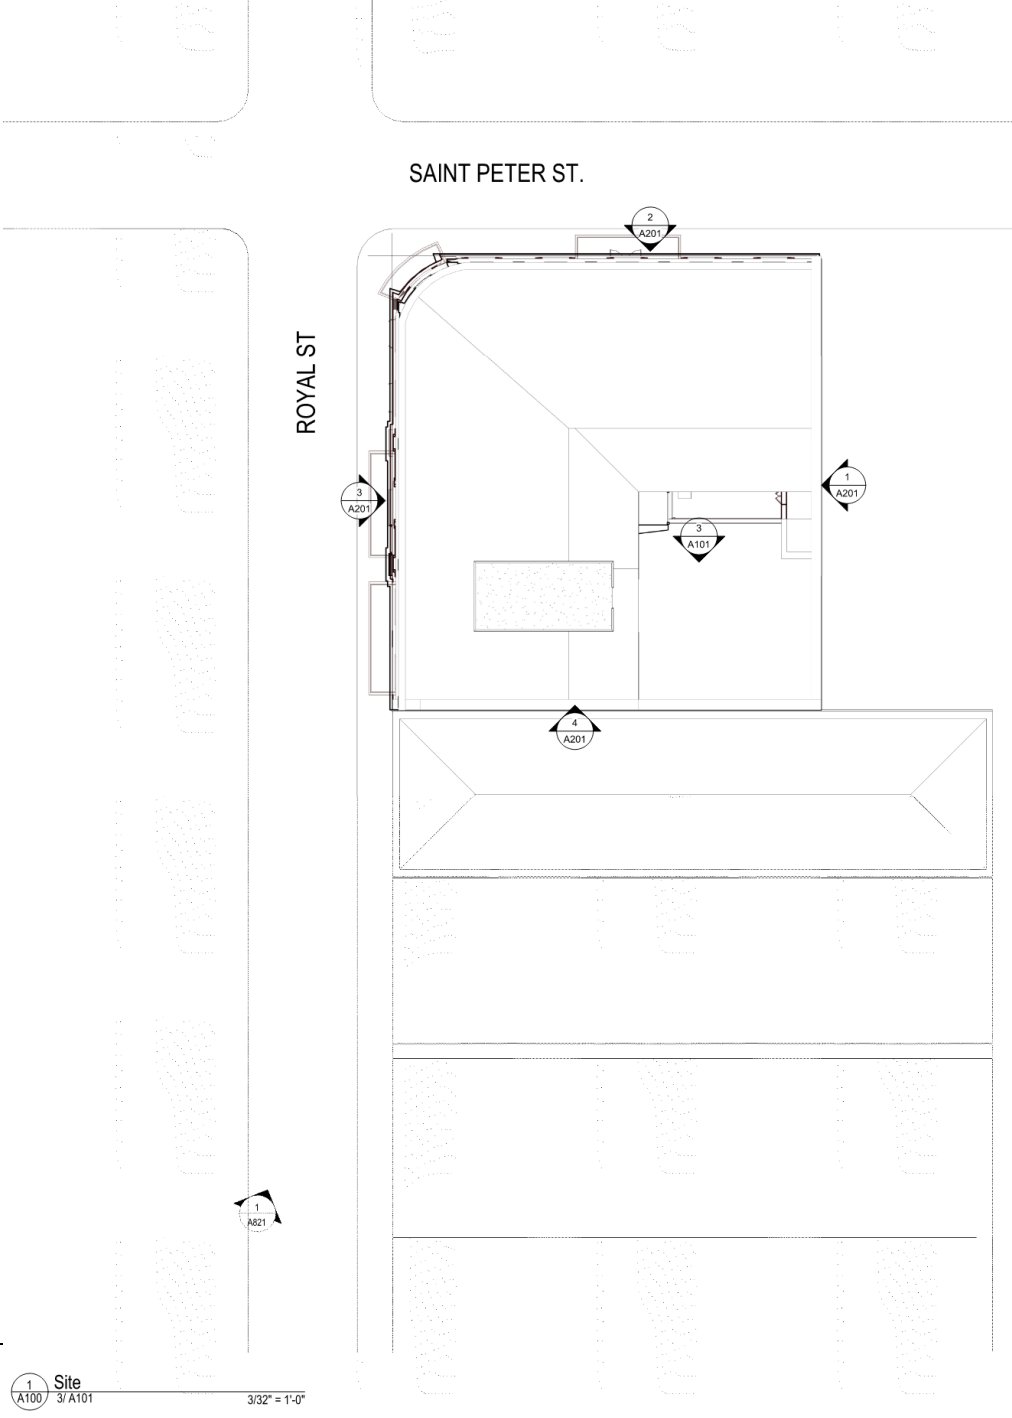 SAINT PETER ST.
2
A201
ROYAL ST
1
A201
3
A201
3
A101
4
A201
1
A821
1
A100
Site
3/ A101
3/32" = 1'-0"